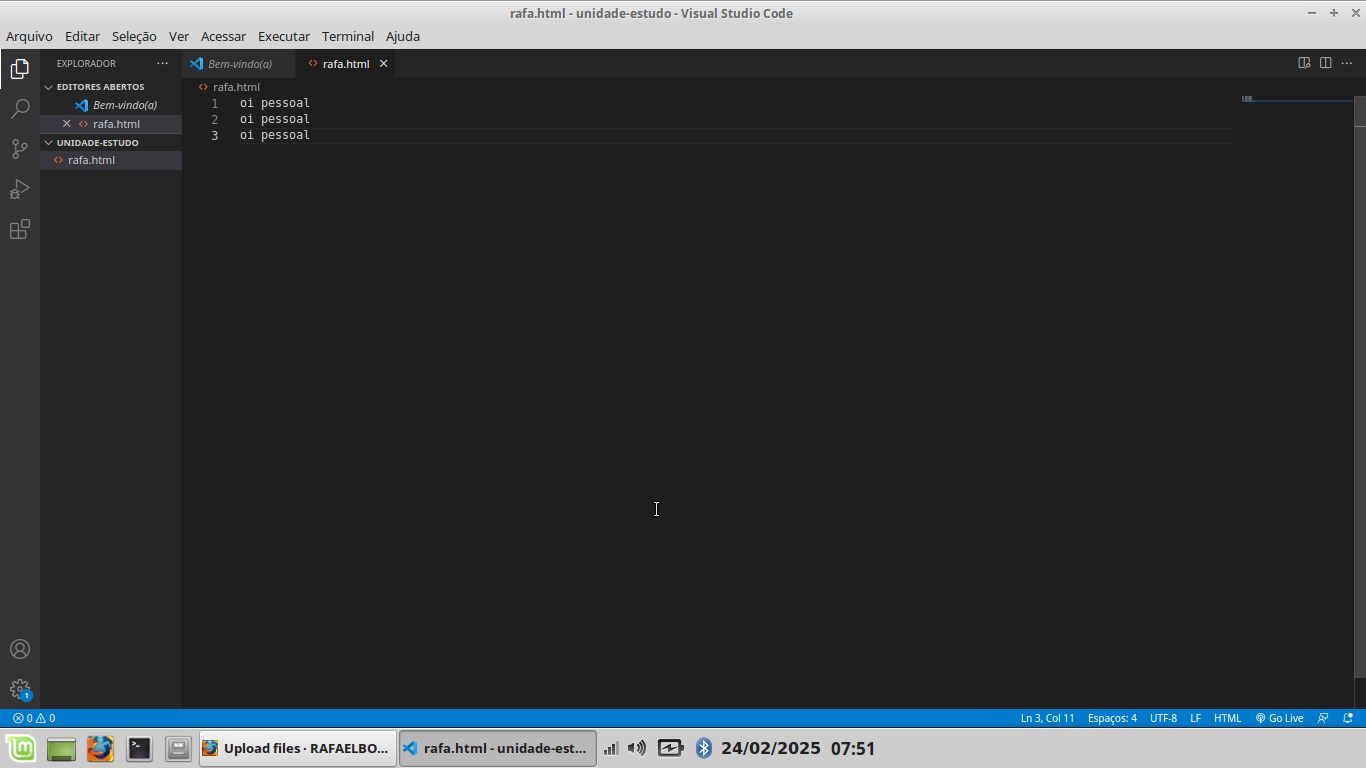 rafa.html - unidade-estudo - Visual Studio Code
Arquivo Editar Seleção Ver Acessar Executar Terminal Ajuda
EXPLORADOR
EDITORES ABERTOS
Bem-vindo(a)
rafa.html
UNIDADE-ESTUDO
rafa.html
Bem-vindo(a) rafa.html
rafa.html
1 oi pessoal
2 oi pessoal
3 oi pessoal
1
0 0 Ln 3, Col 11 Espaços: 4 UTF-8 LF HTML Go Live
Upload files · RAFAELBO... rafa.html - unidade-est... 24/02/2025 07:51